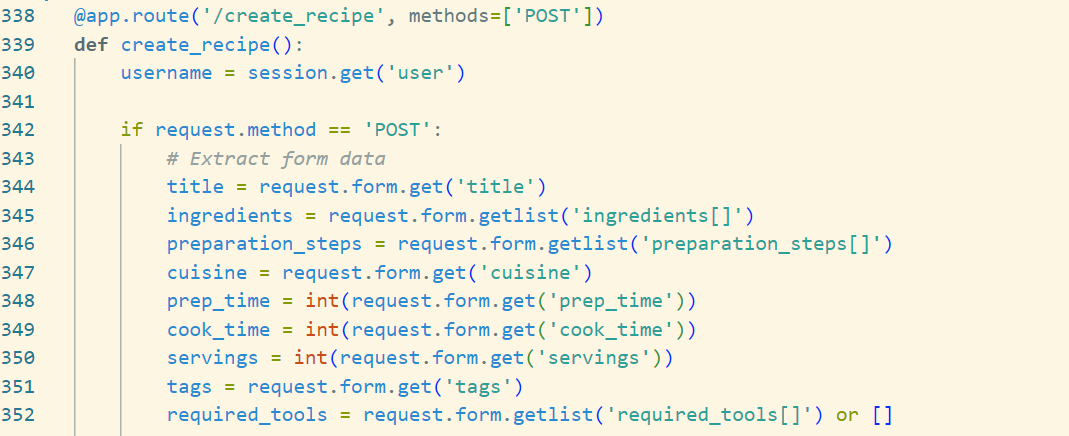 338 @app.route('/create_recipe', methods=['POST'])
339 def create_recipe():
340     username = session.get('user')
341
342     if request.method == 'POST':
343         # Extract form data
344         title = request.form.get('title')
345         ingredients = request.form.getlist('ingredients[]')
346         preparation_steps = request.form.getlist('preparation_steps[]')
347         cuisine = request.form.get('cuisine')
348         prep_time = int(request.form.get('prep_time'))
349         cook_time = int(request.form.get('cook_time'))
350         servings = int(request.form.get('servings'))
351         tags = request.form.get('tags')
352         required_tools = request.form.getlist('required_tools[]') or []